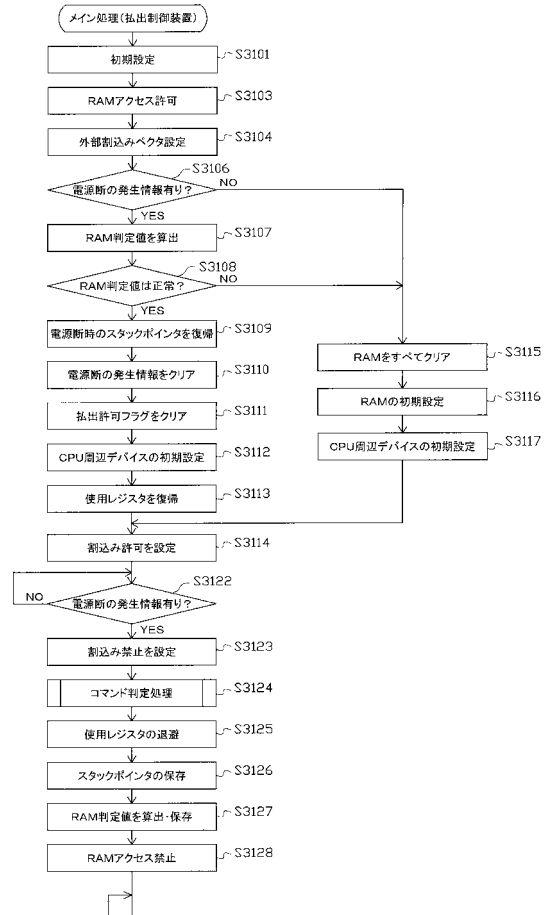 メイン処理(払出制御装置)
初期設定
S3101
RAMアクセス許可
S3103
外部割込みベクタ設定
S3104
S3106
電源断の発生情報有り?
NO
YES
RAM判定値を算出
S3107
S3108
RAM判定値は正常?
NO
YES
電源断時のスタックポインタを復帰
S3109
電源断の発生情報をクリア
S3110
払出許可フラグをクリア
S3111
CPU周辺デバイスの初期設定
S3112
使用レジスタを復帰
S3113
RAMをすべてクリア
S3115
RAMの初期設定
S3116
CPU周辺デバイスの初期設定
S3117
割込み許可を設定
S3114
S3122
電源断の発生情報有り?
NO
YES
割込み禁止を設定
S3123
コマンド判定処理
S3124
使用レジスタの退避
S3125
スタックポインタの保存
S3126
RAM判定値を算出・保存
S3127
RAMアクセス禁止
S3128